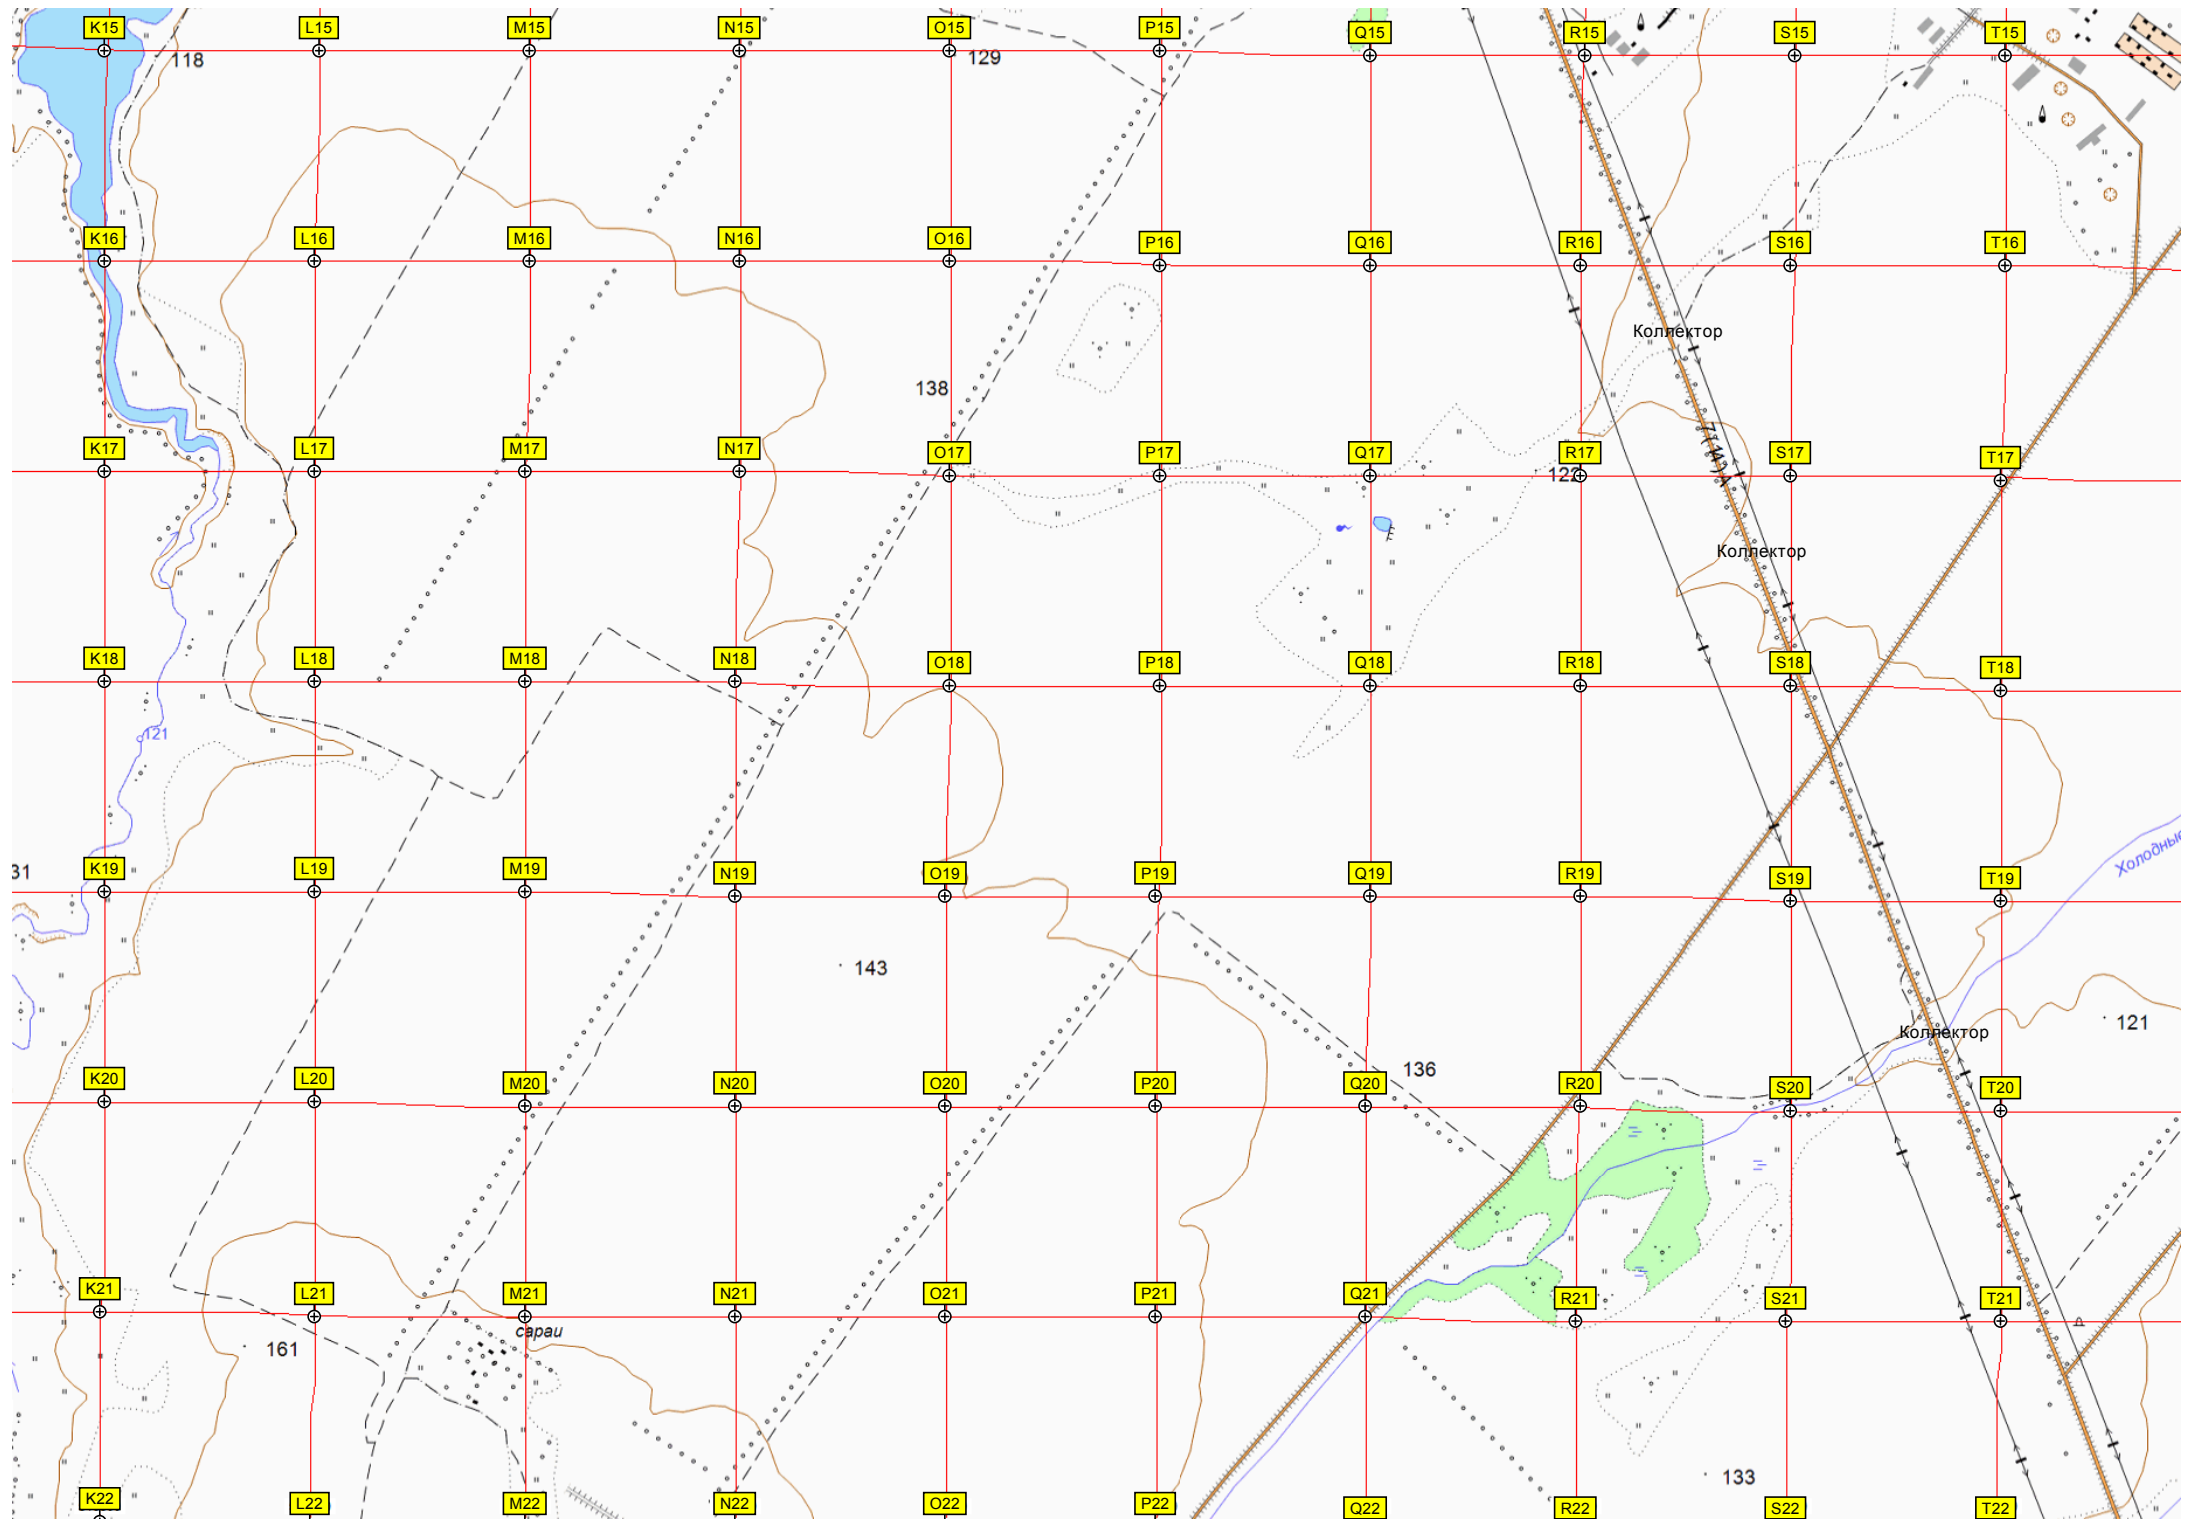 K15 L15 M15 N15 O15 P15 Q15 R15 S15 T15
118 129
K16 L16 M16 N16 O16 P16 Q16 R16 S16 T16
Коллектор
138
K17 L17 M17 N17 O17 P17 Q17 R17 S17 T17
122
Коллектор
K18 L18 M18 N18 O18 P18 Q18 R18 S18 T18
121
Холодные
31
K19 L19 M19 N19 O19 P19 Q19 R19 S19 T19
143
121
Коллектор
136
K20 L20 M20 N20 O20 P20 Q20 R20 S20 T20
K21 L21 M21 N21 O21 P21 Q21 R21 S21 T21
сараи
161
133
K22 L22 M22 N22 O22 P22 Q22 R22 S22 T22